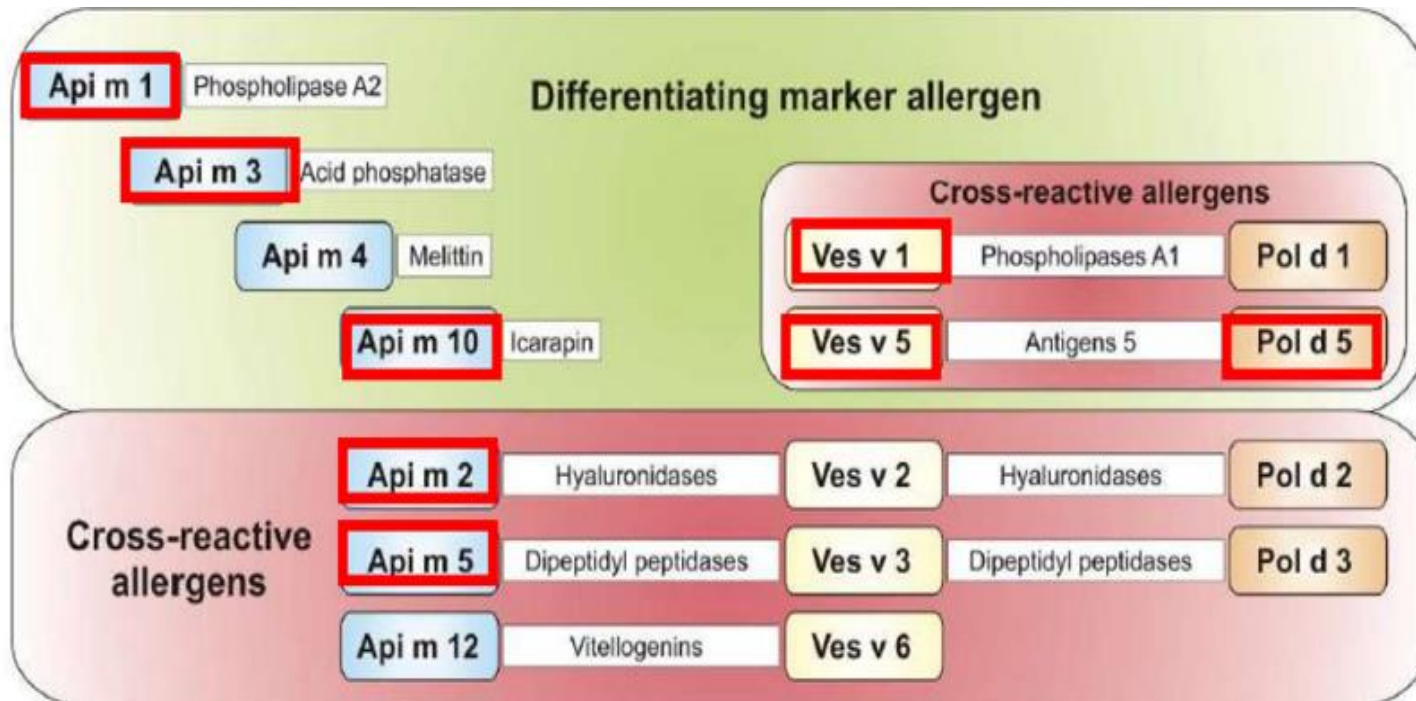 Api m 1 Phospholipase A2
Differentiating marker allergen
Api m 3 Acid phosphatase
Cross-reactive allergens
Api m 4 Melittin
Ves v 1 Phospholipases A1 Pol d 1
Api m 10 Icarapin
Ves v 5 Antigens 5 Pol d 5
Cross-reactive
allergens
Api m 2 Hyaluronidases Ves v 2 Hyaluronidases Pol d 2
Api m 5 Dipeptidyl peptidases Ves v 3 Dipeptidyl peptidases Pol d 3
Api m 12 Vitellogenins Ves v 6